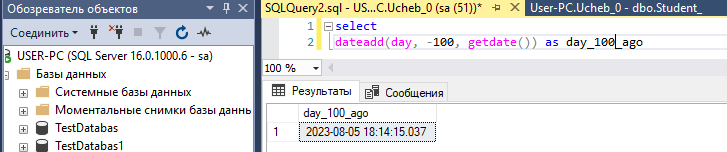 Обозреватель объектов
Соединить
USER-PC (SQL Server 16.0.1000.6 - sa)
Базы данных
Системные базы данных
Моментальные снимки базы даннь
TestDatabas
TestDatabas1
SQLQuery2.sql - US...C.Ucheb_0 (sa (51))*
User-PC.Ucheb_0 - dbo.Student_
1 select
2 dateadd(day, -100, getdate()) as day_100_ago
100 %
Результаты Сообщения
day_100_ago
1 2023-08-05 18:14:15.037